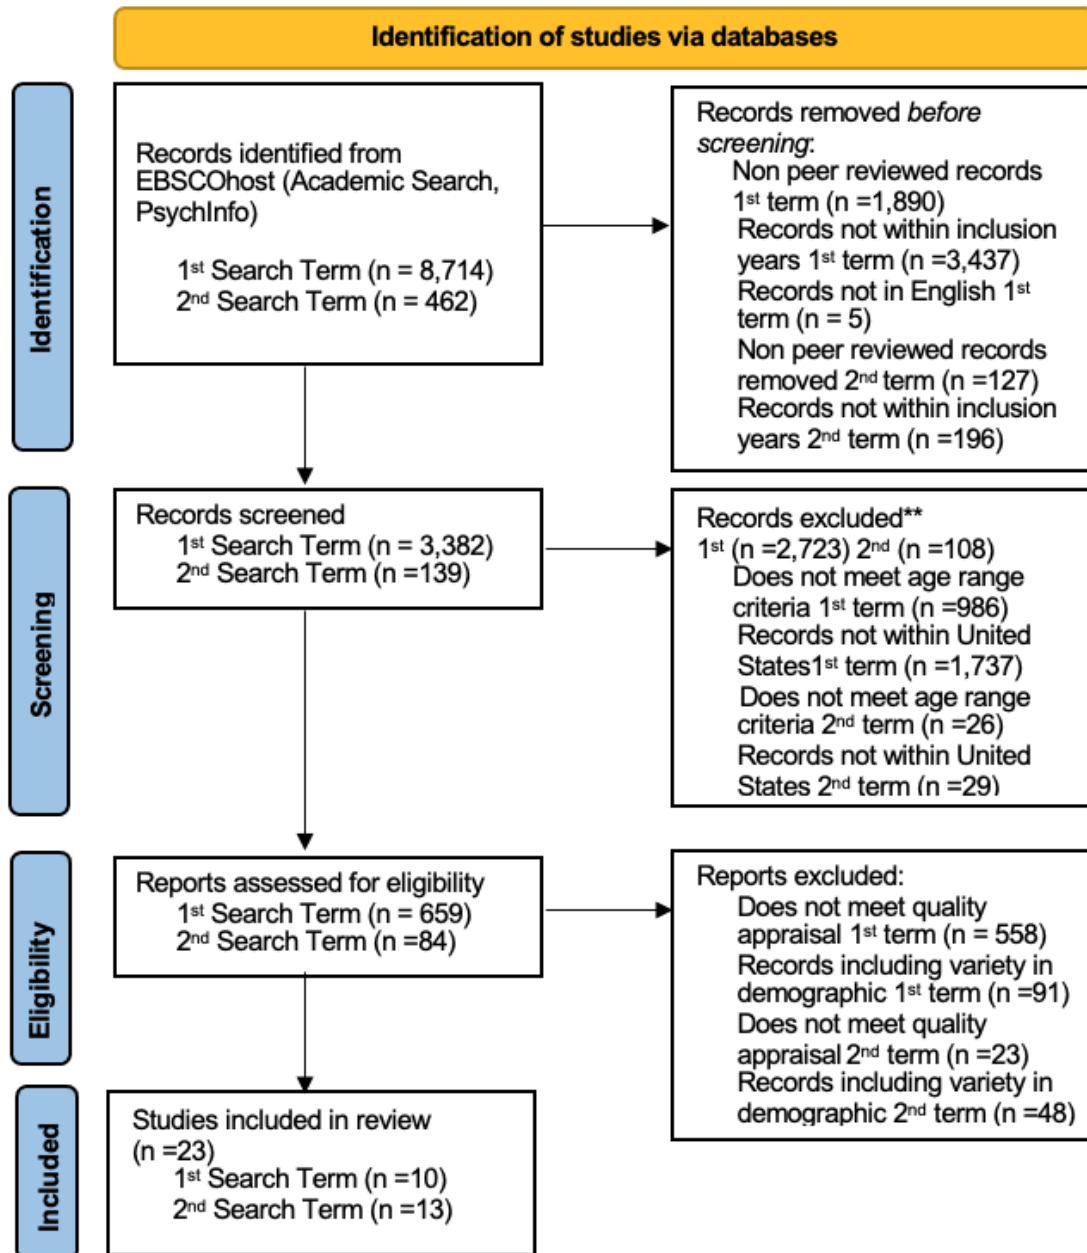 Identification of studies via databases
Identification
Records identified from
EBSCOhost (Academic Search,
PsychInfo)
1st Search Term (n = 8,714)
2nd Search Term (n = 462)
Records removed before
screening:
Non peer reviewed records
1st term (n =1,890)
Records not within inclusion
years 1st term (n =3,437)
Records not in English 1st
term (n = 5)
Non peer reviewed records
removed 2nd term (n =127)
Records not within inclusion
years 2nd term (n =196)
Screening
Records screened
1st Search Term (n = 3,382)
2nd Search Term (n =139)
Records excluded**
1st (n =2,723) 2nd (n =108)
Does not meet age range
criteria 1st term (n =986)
Records not within United
States1st term (n =1,737)
Does not meet age range
criteria 2nd term (n =26)
Records not within United
States 2nd term (n =29)
Eligibility
Reports assessed for eligibility
1st Search Term (n = 659)
2nd Search Term (n =84)
Reports excluded:
Does not meet quality
appraisal 1st term (n = 558)
Records including variety in
demographic 1st term (n =91)
Does not meet quality
appraisal 2nd term (n =23)
Records including variety in
demographic 2nd term (n =48)
Included
Studies included in review
(n =23)
1st Search Term (n =10)
2nd Search Term (n =13)